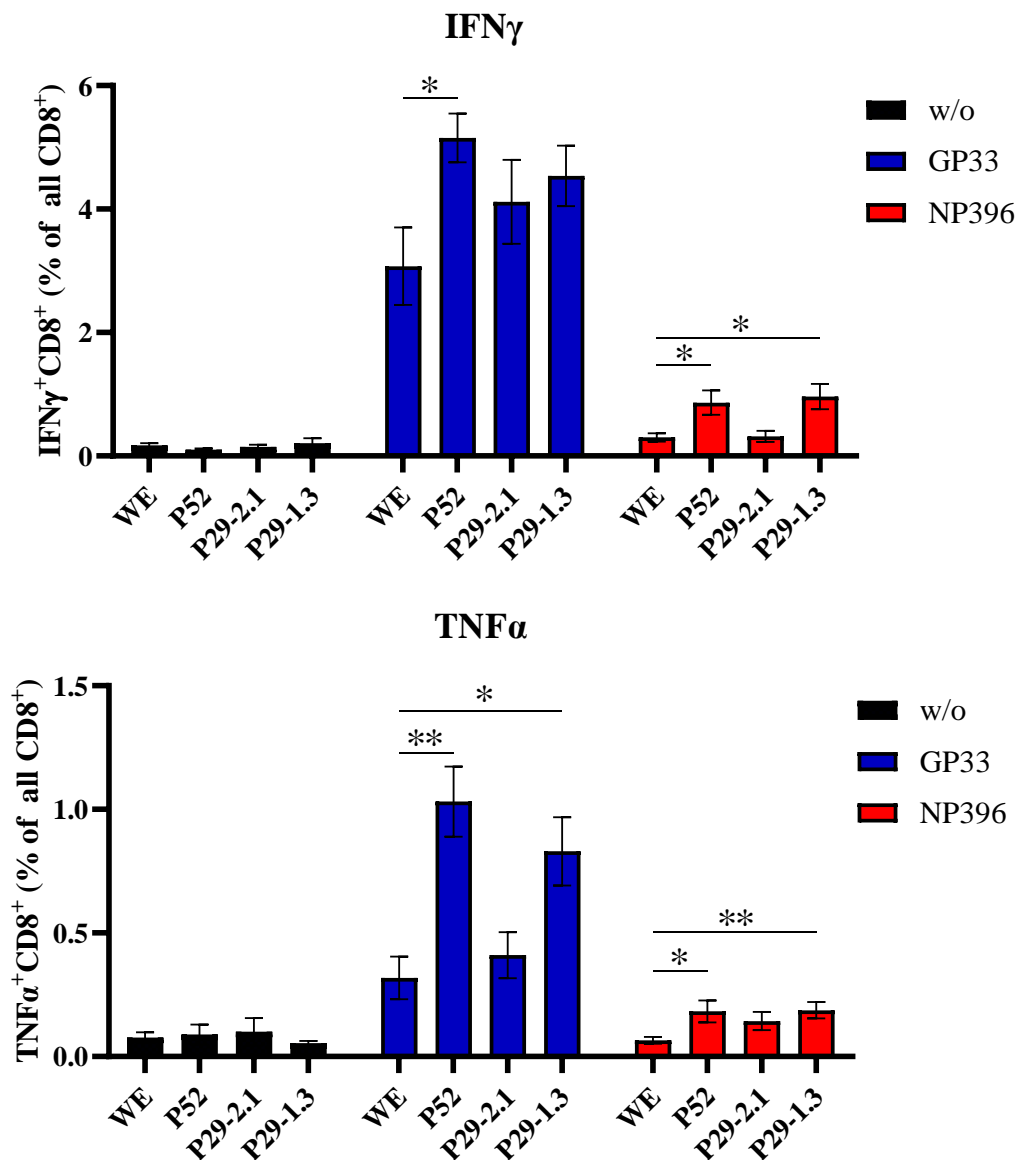 IFNγ
IFNγ⁺CD8⁺ (% of all CD8⁺)
6
4
2
0
*
*
*
WE
P52
P29-2.1
P29-1.3
WE
P52
P29-2.1
P29-1.3
WE
P52
P29-2.1
P29-1.3
w/o
GP33
NP396
TNFα
TNFα⁺CD8⁺ (% of all CD8⁺)
1.5
1.0
0.5
0.0
*
**
**
*
WE
P52
P29-2.1
P29-1.3
WE
P52
P29-2.1
P29-1.3
WE
P52
P29-2.1
P29-1.3
w/o
GP33
NP396